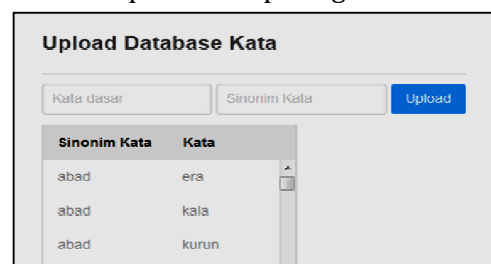 Upload Database Kata
Kata dasar Sinonim Kata Upload
Sinonim Kata Kata
abad era
abad kala
abad kurun